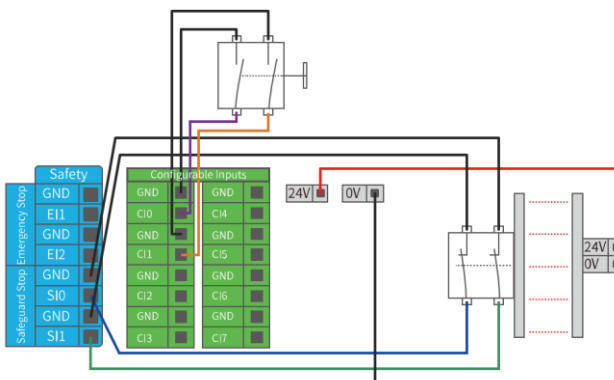 Safety
Emergency Stop
Safeguard Stop
GND
EI1
GND
EI2
GND
SI0
GND
SI1
Configurable Inputs
GND GND
CI0 CI4
GND GND
CI1 CI5
GND GND
CI2 CI6
GND GND
CI3 CI7
24V 0V
24V
0V